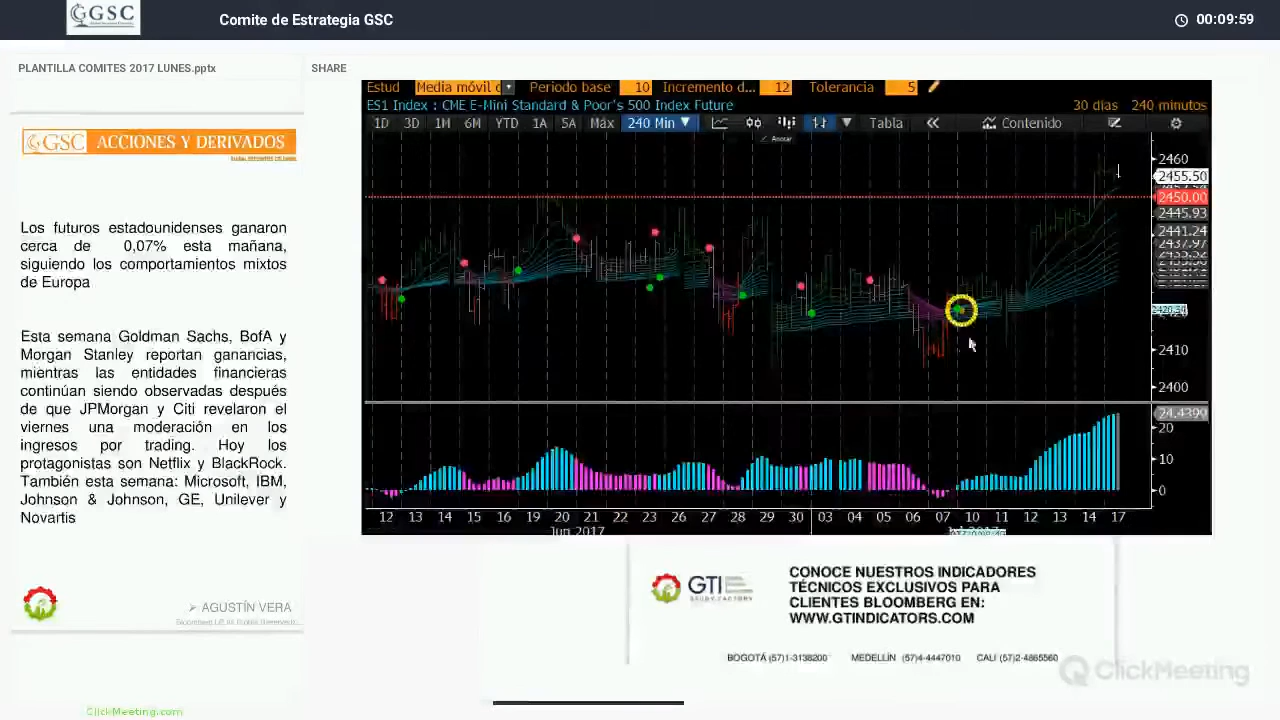 GSC
Comite de Estrategia GSC
00:09:59
PLANTILLA COMITES 2017 LUNES.pptx
SHARE
GSC ACCIONES Y DERIVADOS
Los futuros estadounidenses ganaron
cerca de 0,07% esta mañana,
siguiendo los comportamientos mixtos
de Europa
Esta semana Goldman Sachs, BofA y
Morgan Stanley reportan ganancias,
mientras las entidades financieras
continúan siendo observadas después
de que JPMorgan y Citi revelaron el
viernes una moderación en los
ingresos por trading. Hoy los
protagonistas son Netflix y BlackRock.
También esta semana: Microsoft, IBM,
Johnson & Johnson, GE, Unilever y
Novartis
AGUSTÍN VERA
ClickMeeting.com
Estud Media móvil c Periodo base 10 Incremento d... 12 Tolerancia 5
ES1 Index : CME E-Mini Standard & Poor's 500 Index Future 30 días 240 minutos
1D 3D 1M 6M YTD 1A 5A Máx 240 Min Tabla Contenido
Anotar
2460
2455.50
2450.00
2445.93
2441.24
2437.97
2410
2400
24.4399
20
10
0
12 13 14 15 16 19 20 21 22 23 26 27 28 29 30 03 04 05 06 07 10 11 12 13 14 17
Jun 2017
GTI
STUDY FACTORY
CONOCE NUESTROS INDICADORES
TÉCNICOS EXCLUSIVOS PARA
CLIENTES BLOOMBERG EN:
WWW.GTINDICATORS.COM
BOGOTÁ (57)1-3138200 MEDELLÍN (57)4-4447010 CALI (57)2-4865560
ClickMeeting